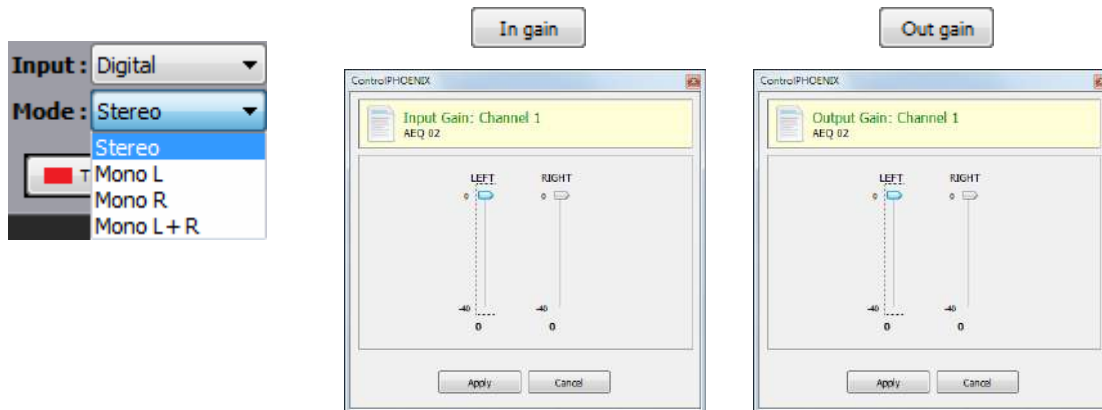 Input : Digital
Mode : Stereo
Stereo
Mono L
Mono R
Mono L+R
T
In gain
ControlPHOENIX
Input Gain: Channel 1
AEQ 02
LEFT RIGHT
0 0
-40 -40
0 0
Apply Cancel
Out gain
ControlPHOENIX
Output Gain: Channel 1
AEQ 02
LEFT RIGHT
0 0
-40 -40
0 0
Apply Cancel